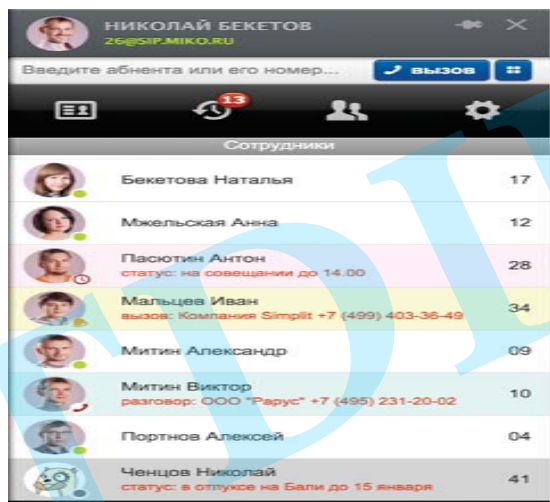 НИКОЛАЙ БЕКЕТОВ
26@SIP.MIKO.RU
Введите абнента или его номер... ВЫЗОВ
13
Сотрудники
Бекетова Наталья 17
Мжельская Анна 12
Пасютин Антон 28
статус: на совещании до 14.00
Мальцев Иван 34
вызов: Компания Simplit +7 (499) 403-36-49
Митин Александр 09
Митин Виктор 10
разговор: ООО "Рарус" +7 (495) 231-20-02
Портнов Алексей 04
Ченцов Николай 41
статус: в отпуксе на Бали до 15 января